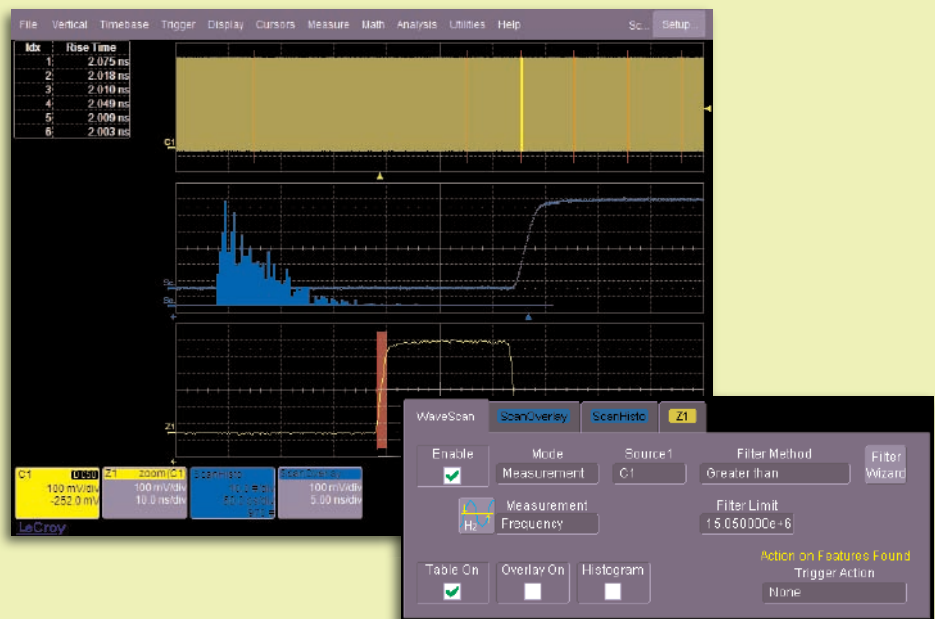 File Vertical Timebase Trigger Display Cursors Measure Math Analysis Utilities Help Sc... Setup...
Idx Rise Time
1 2.075 ns
2 2.018 ns
3 2.010 ns
4 2.049 ns
5 2.009 ns
6 2.003 ns
C1
Sc
Z1
C1 DC50
100 mV/div
-252.0 mV
Z1 zoom(C1)
100 mV/div
10.0 ns/div
ScanHisto
ScanOverlay
100 mV/div
5.00 ns/div
LeCroy
WaveScan ScanOverlay ScanHisto Z1
Enable Mode Source1 Filter Method Filter Wizard
Measurement C1 Greater than
Measurement Filter Limit
Hz Frequency 15.050000e+6
Action on Features Found
Table On Overlay On Histogram Trigger Action
None